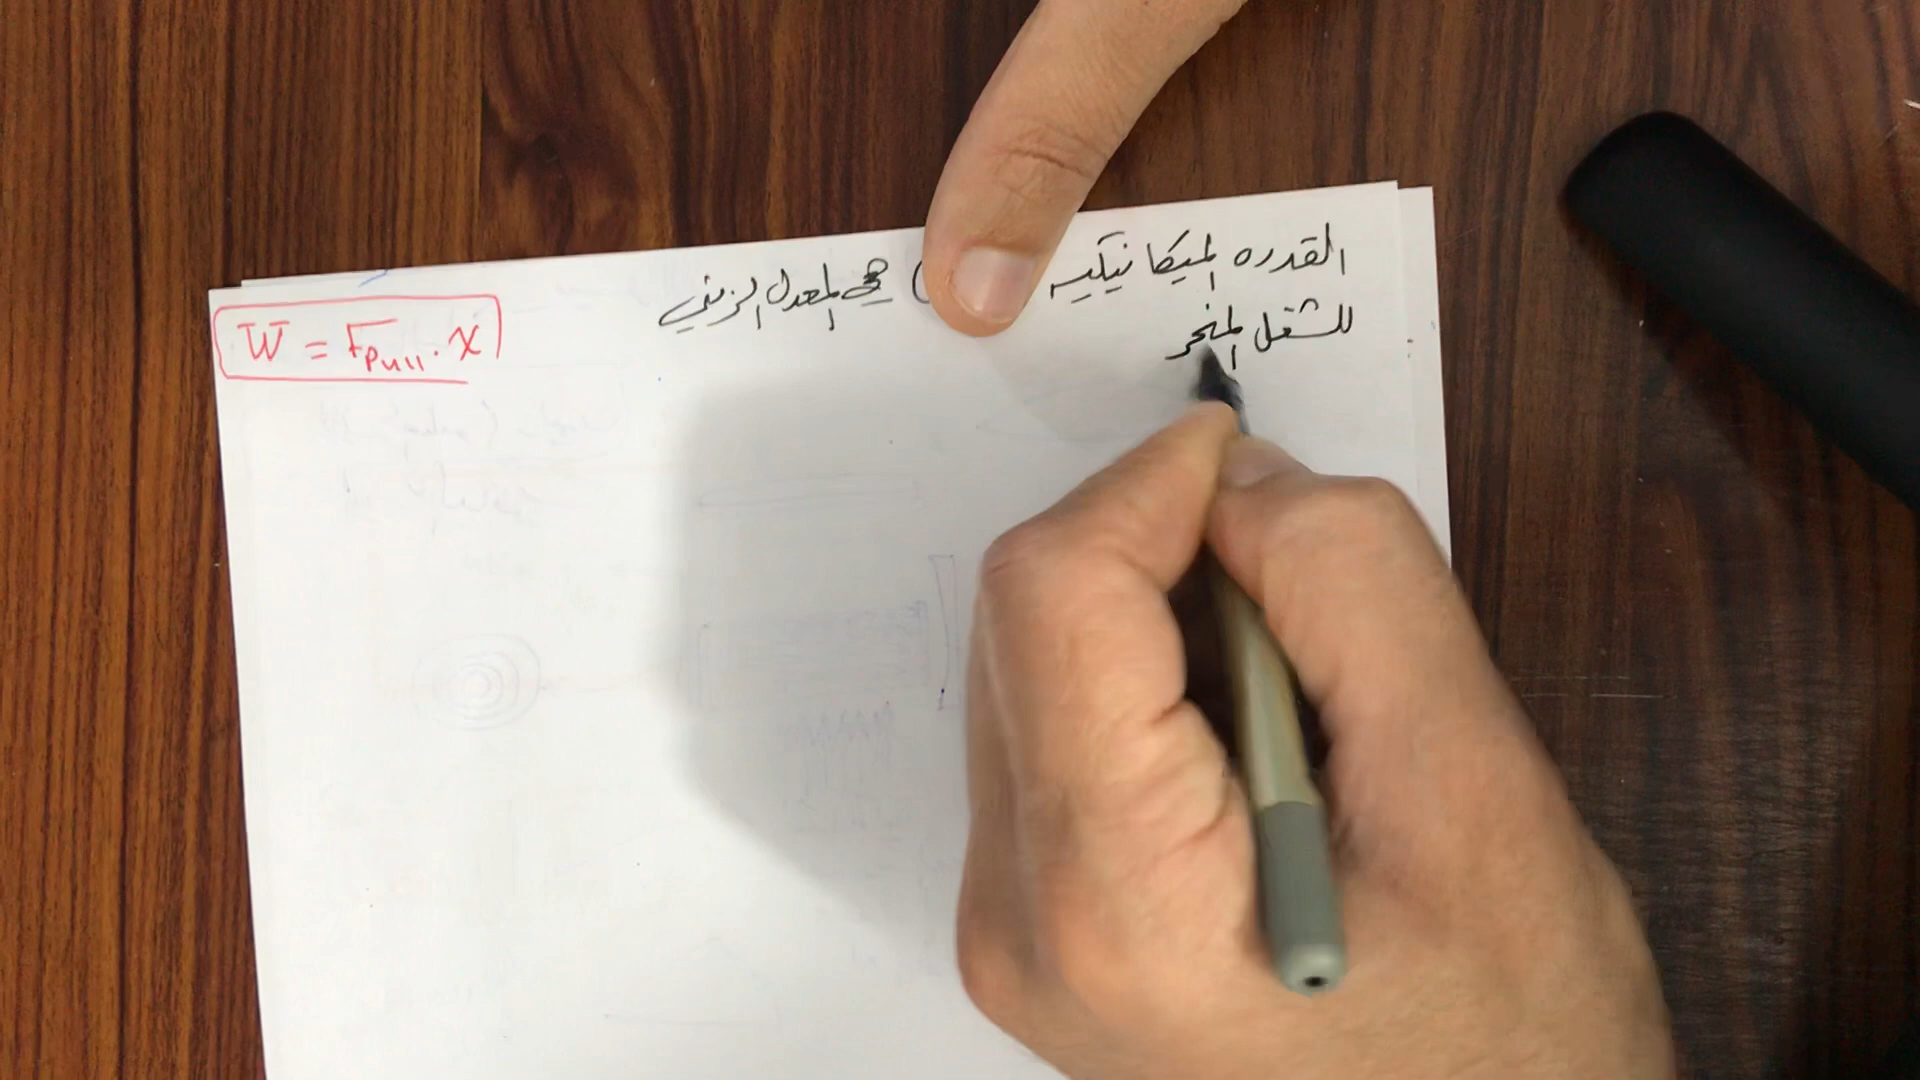 القدره الميكانيكيه ( ) هي المعدل الزمني
للشغل المنجز
W = F_Pull . x